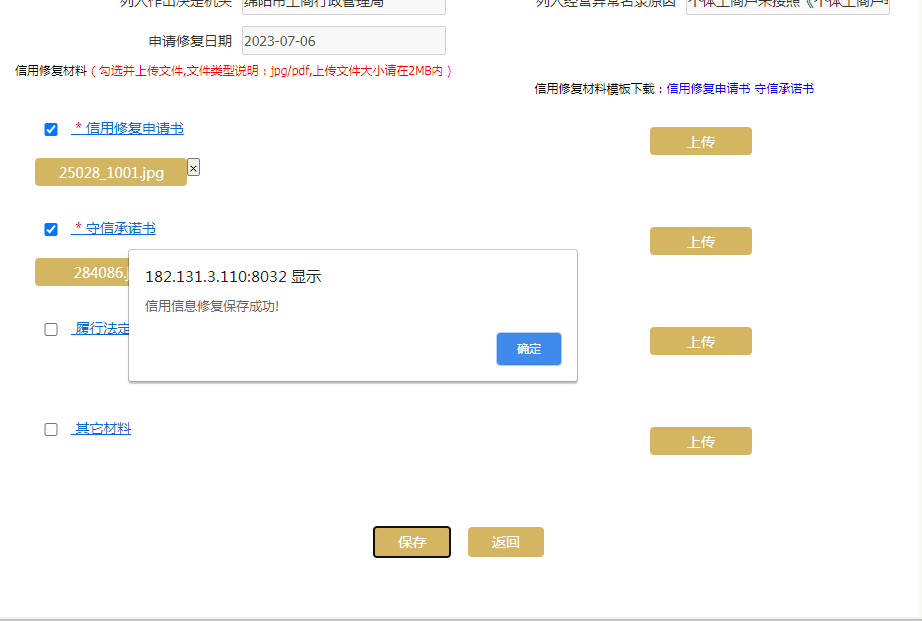 列入作出决定机关 绵阳市工商行政管理局 列入经营异常名录原因 个体工商户未按照《个体工商户
申请修复日期 2023-07-06
信用修复材料（勾选并上传文件,文件类型说明：jpg/pdf,上传文件大小请在2MB内）
信用修复材料模板下载：信用修复申请书 守信承诺书
* 信用修复申请书 上传
25028_1001.jpg ×
* 守信承诺书 上传
284086.j
182.131.3.110:8032 显示
信用信息修复保存成功!
履行法定 上传
确定
其它材料 上传
保存 返回